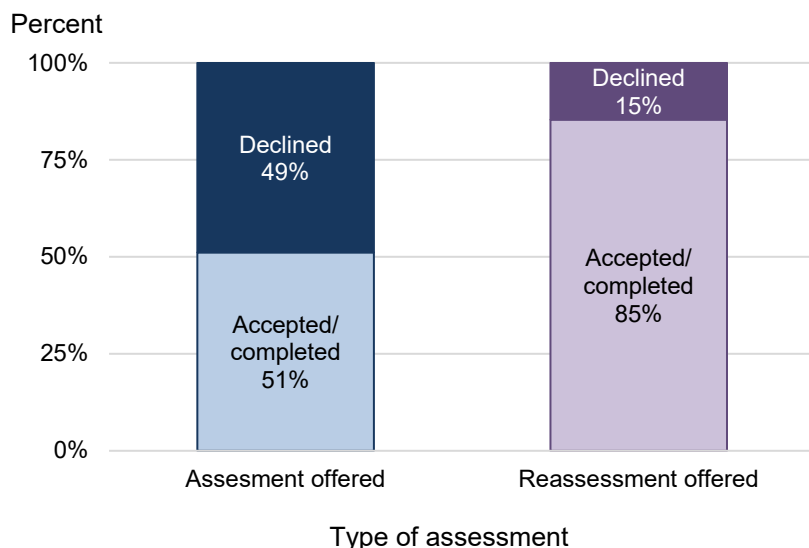 Percent
100%
Declined
15%
Declined
49%
75%
50%
Accepted/
completed
85%
Accepted/
completed
51%
25%
0%
Assesment offered
Reassessment offered
Type of assessment